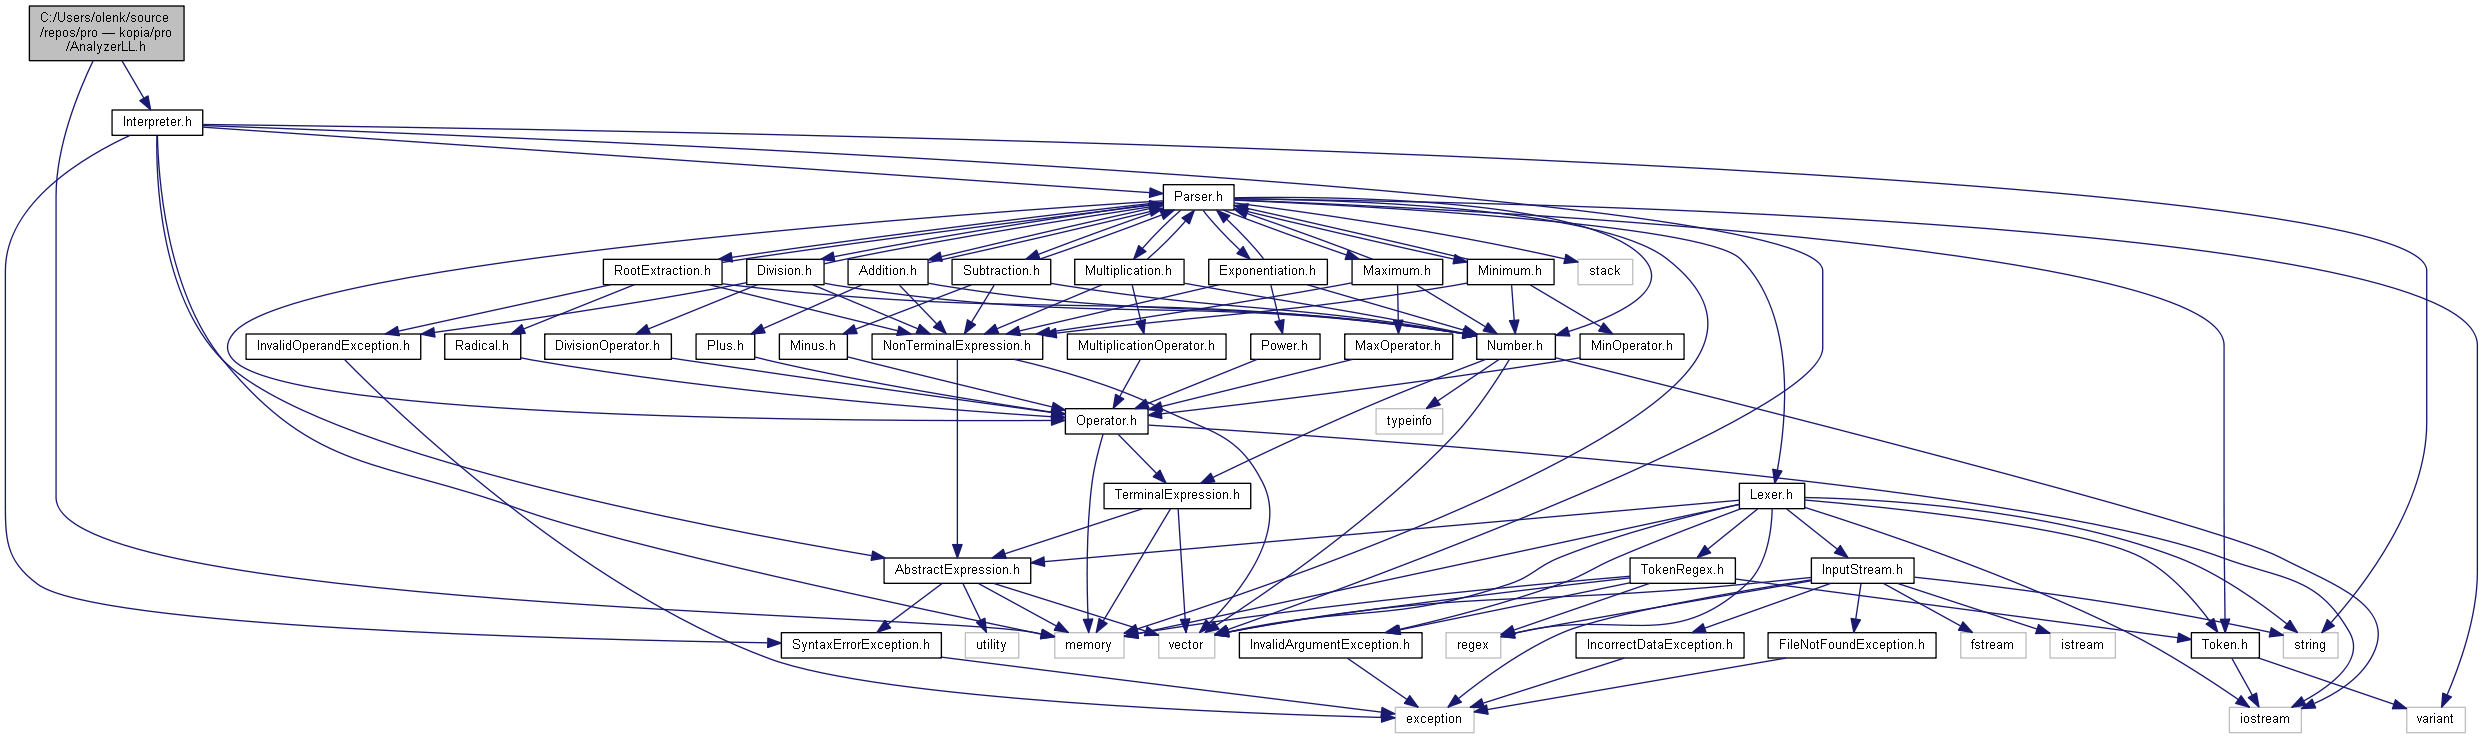 C:/Users/olenk/source
/repos/pro — kopia/pro
/AnalyzerLL.h
Interpreter.h
Parser.h
RootExtraction.h
Division.h
Addition.h
Subtraction.h
Multiplication.h
Exponentiation.h
Maximum.h
Minimum.h
stack
InvalidOperandException.h
Radical.h
DivisionOperator.h
Plus.h
Minus.h
NonTerminalExpression.h
MultiplicationOperator.h
Power.h
MaxOperator.h
Number.h
MinOperator.h
Operator.h
typeinfo
TerminalExpression.h
Lexer.h
AbstractExpression.h
TokenRegex.h
InputStream.h
SyntaxErrorException.h
utility
memory
vector
InvalidArgumentException.h
regex
IncorrectDataException.h
FileNotFoundException.h
fstream
istream
Token.h
string
exception
iostream
variant